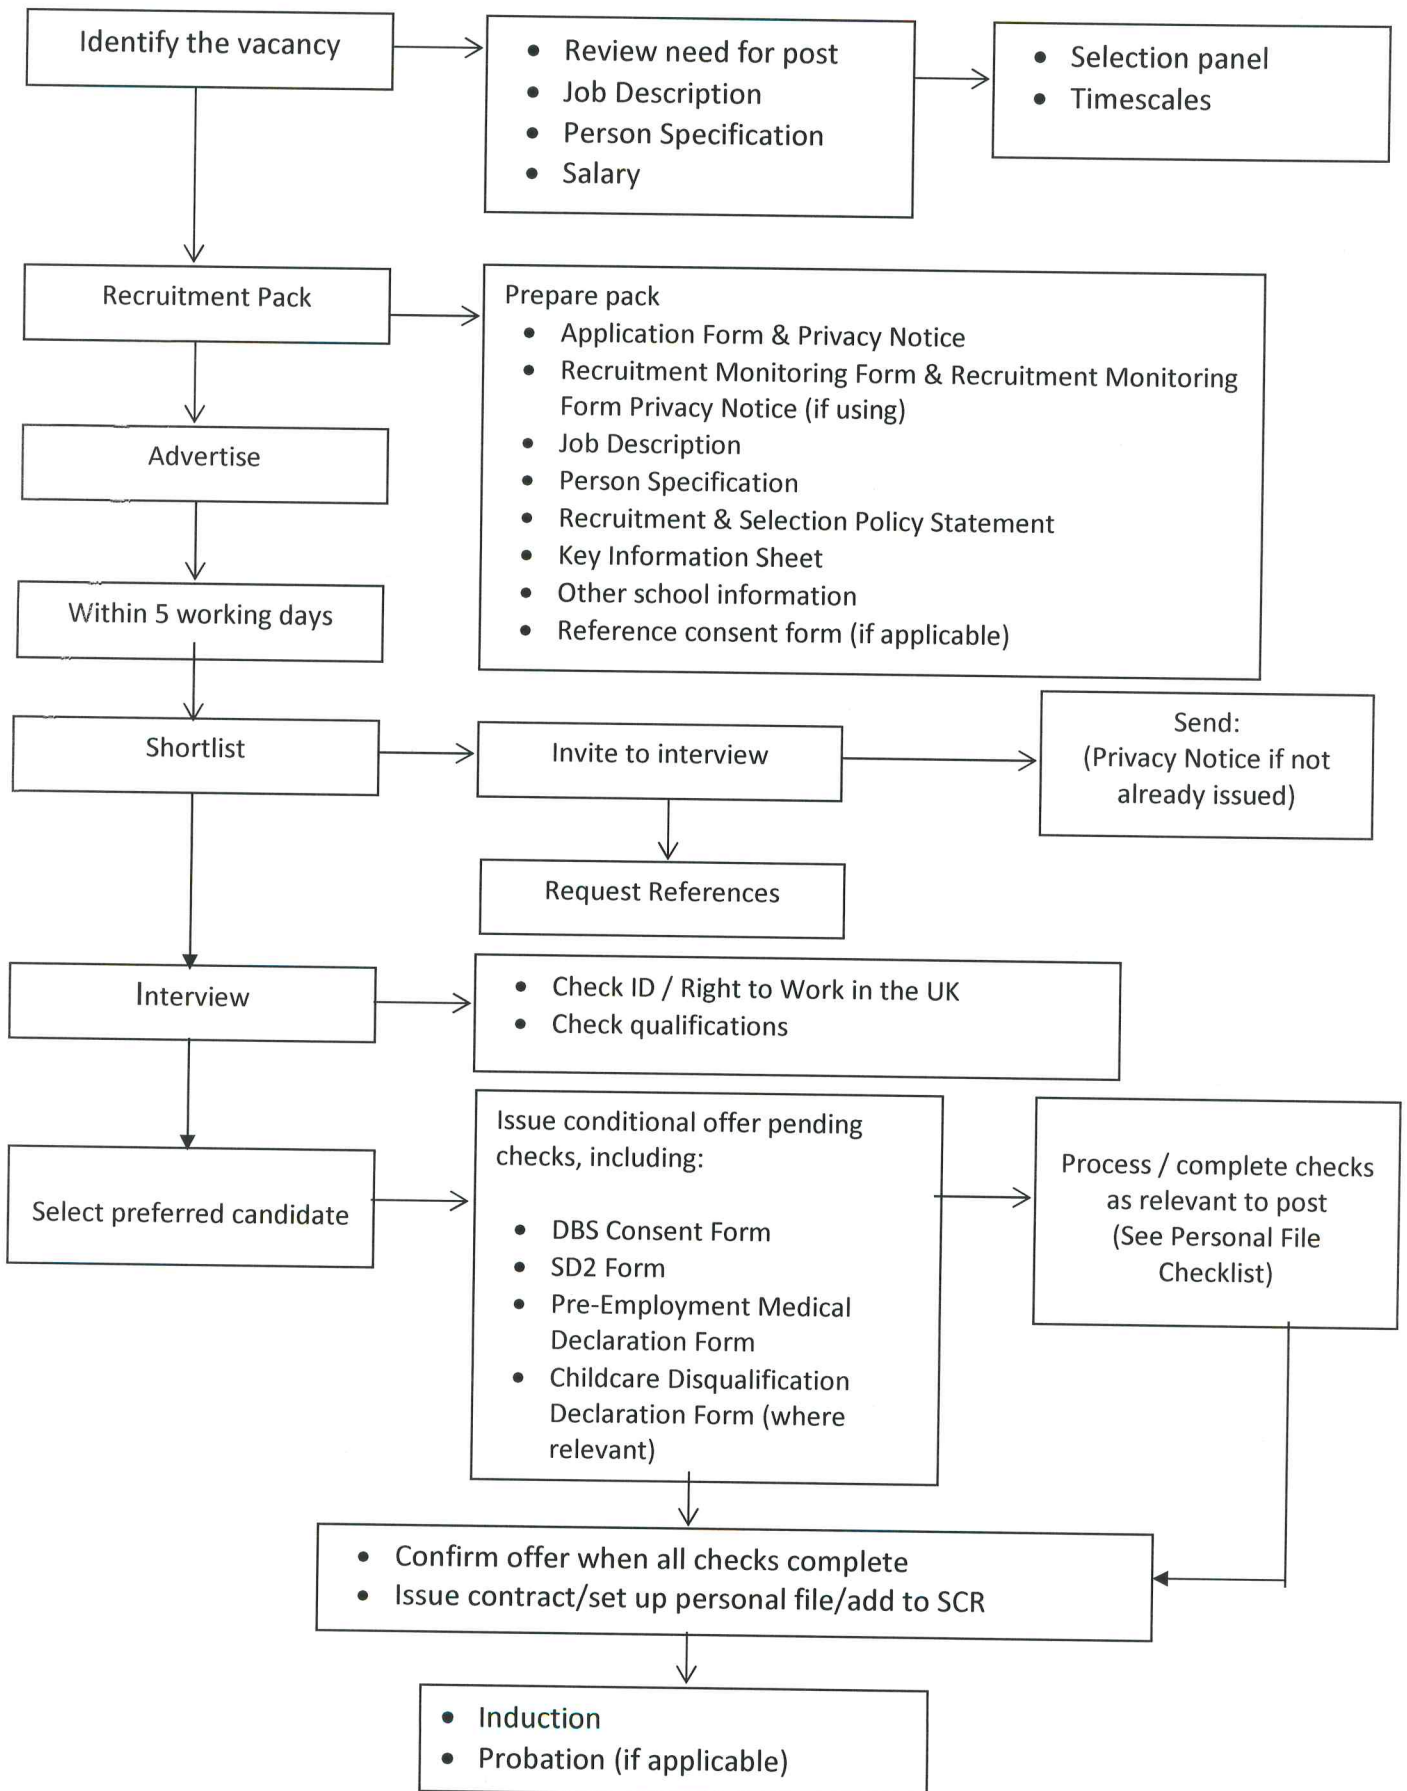 Identify the vacancy
• Review need for post
• Job Description
• Person Specification
• Salary
• Selection panel
• Timescales
Recruitment Pack
Prepare pack
• Application Form & Privacy Notice
• Recruitment Monitoring Form & Recruitment Monitoring
Form Privacy Notice (if using)
• Job Description
• Person Specification
• Recruitment & Selection Policy Statement
• Key Information Sheet
• Other school information
• Reference consent form (if applicable)
Advertise
Within 5 working days
Shortlist
Invite to interview
Send:
(Privacy Notice if not
already issued)
Request References
Interview
• Check ID / Right to Work in the UK
• Check qualifications
Select preferred candidate
Issue conditional offer pending
checks, including:
• DBS Consent Form
• SD2 Form
• Pre-Employment Medical
Declaration Form
• Childcare Disqualification
Declaration Form (where
relevant)
Process / complete checks
as relevant to post
(See Personal File
Checklist)
• Confirm offer when all checks complete
• Issue contract/set up personal file/add to SCR
• Induction
• Probation (if applicable)